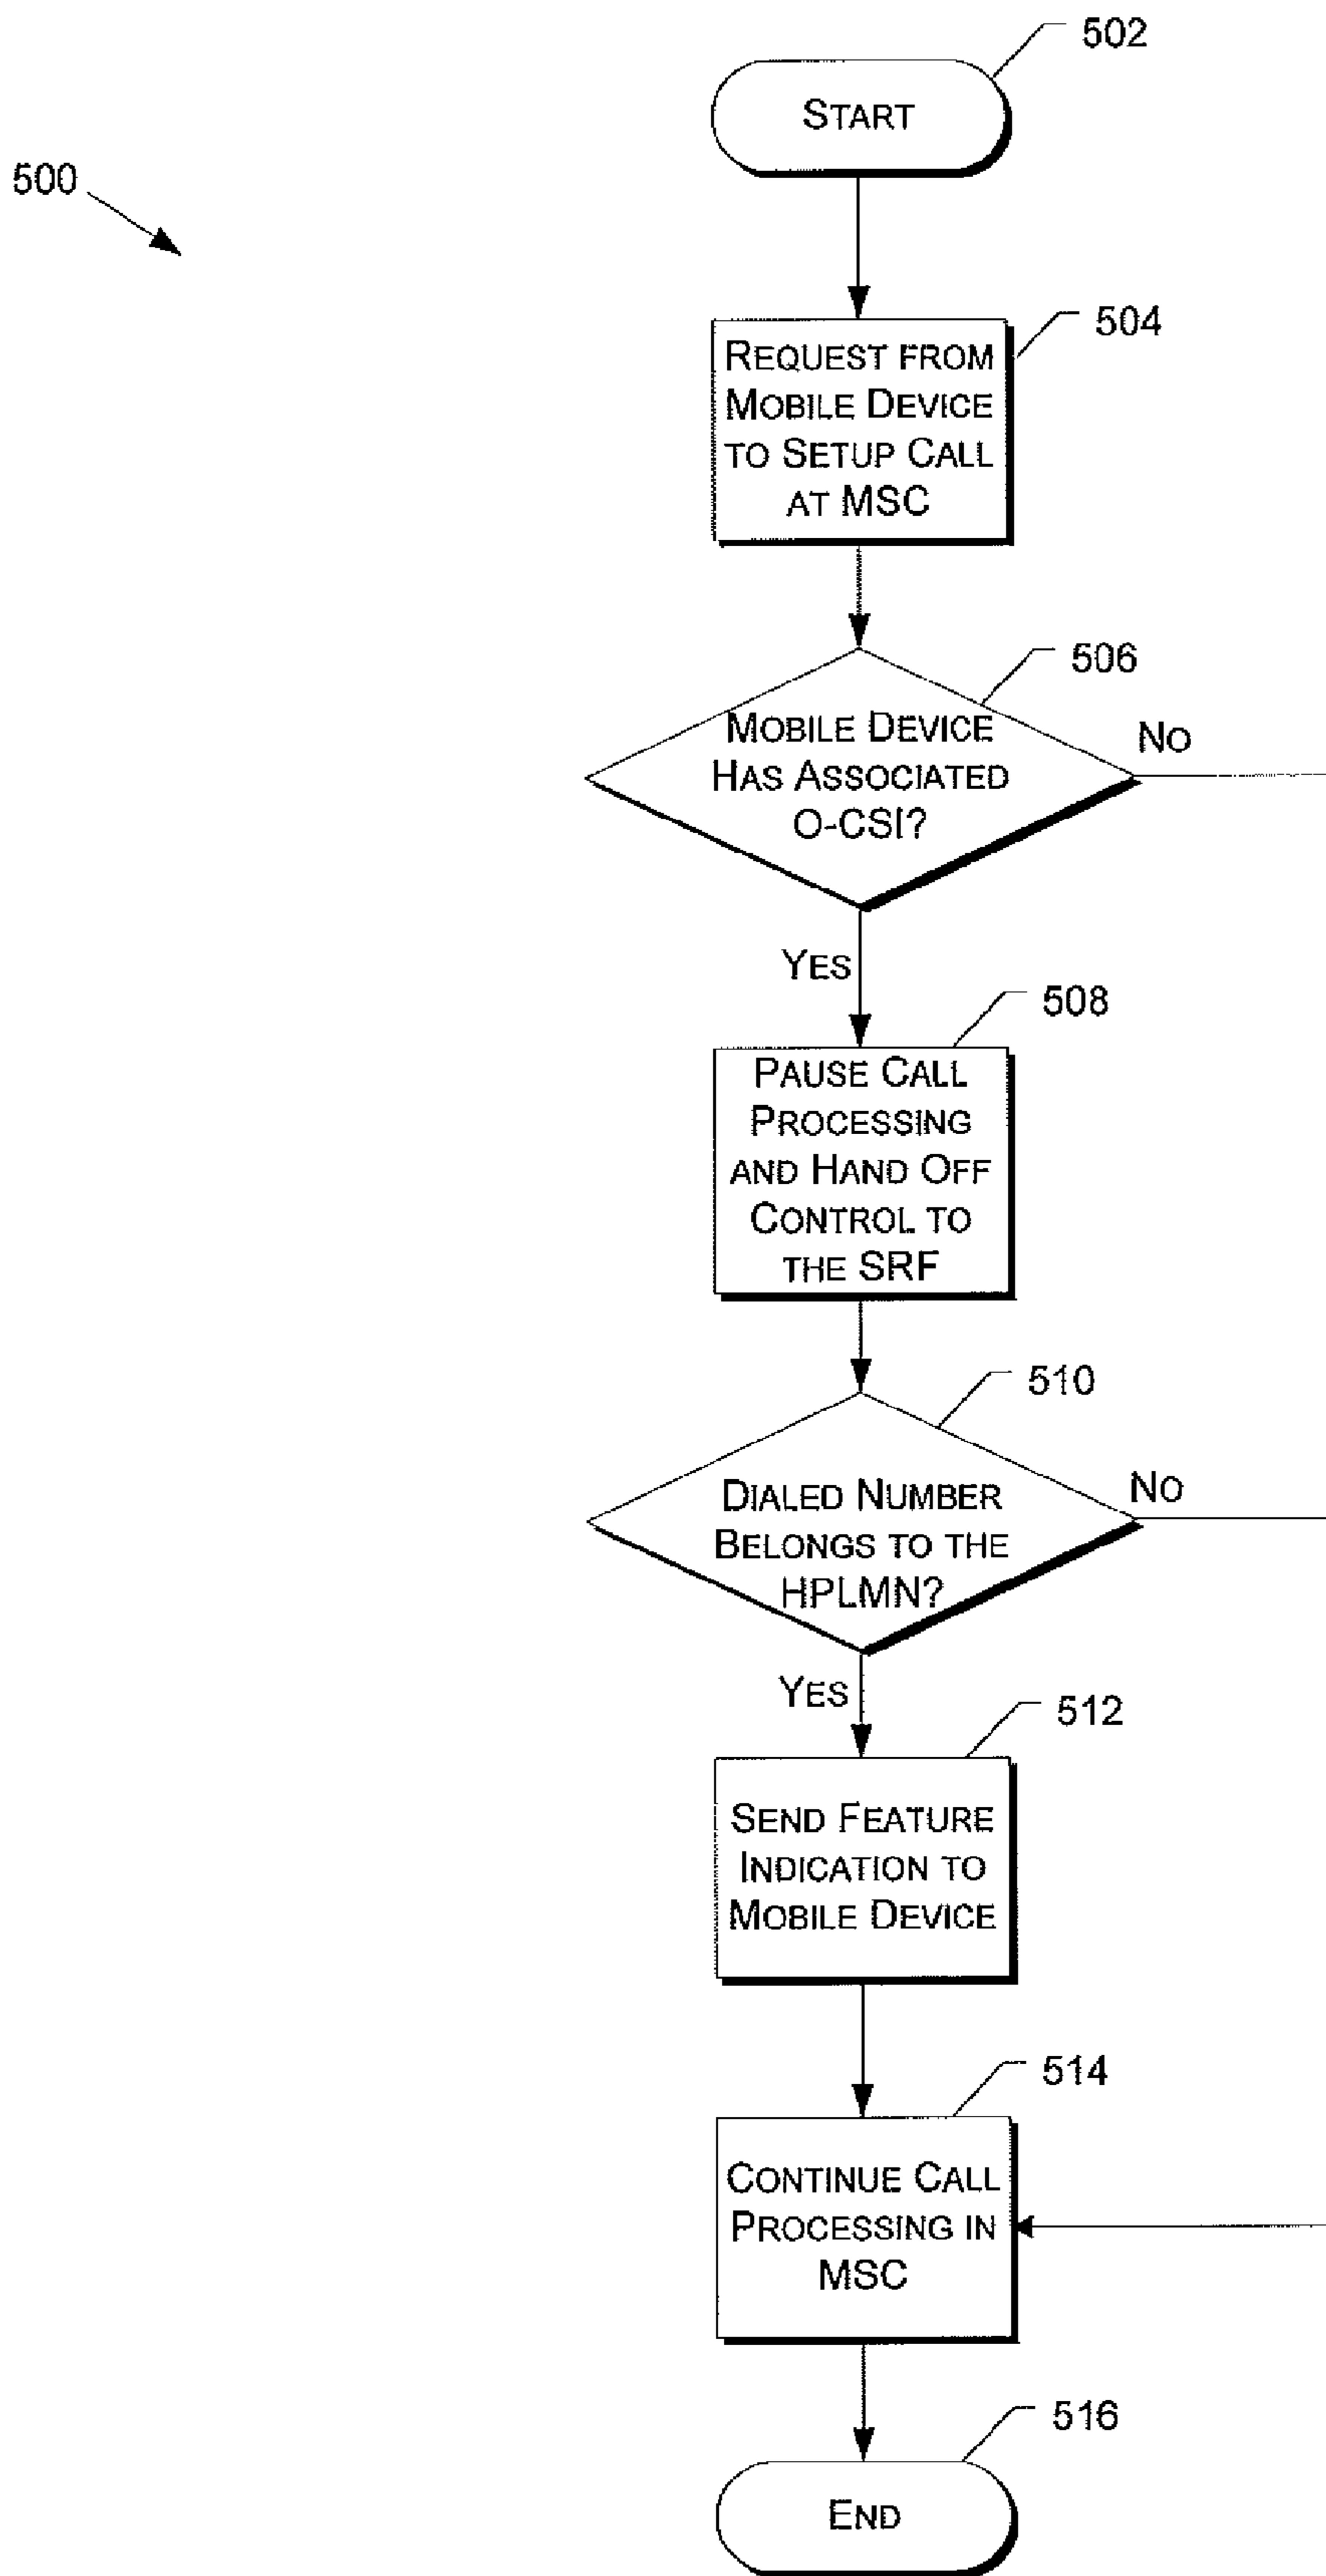 502
START
500
504
REQUEST FROM
MOBILE DEVICE
TO SETUP CALL
AT MSC
506
MOBILE DEVICE
HAS ASSOCIATED
O-CSI?
NO
YES
508
PAUSE CALL
PROCESSING
AND HAND OFF
CONTROL TO
THE SRF
510
DIALED NUMBER
BELONGS TO THE
HPLMN?
NO
YES
512
SEND FEATURE
INDICATION TO
MOBILE DEVICE
514
CONTINUE CALL
PROCESSING IN
MSC
516
END